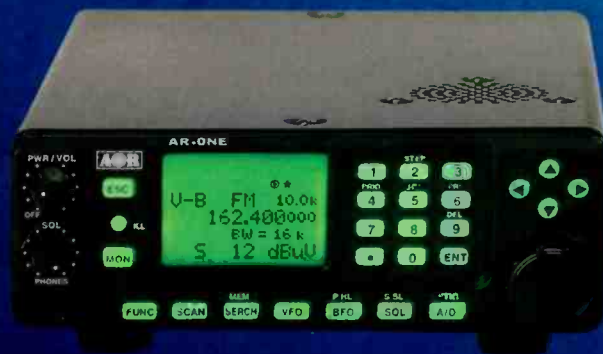 AR-ONE
PWR/VOL
AOR
ESC
OFF
SQL
PHONES
MON
V-B FM 10.0k
162.400000
BW = 16 k
S 12 dBuV
STEP
1 2 3
PRIO
4 5 6
DEL
7 8 9
• 0 ENT
MEM
FUNC SCAN SERCH VFO BFO SQL A/D